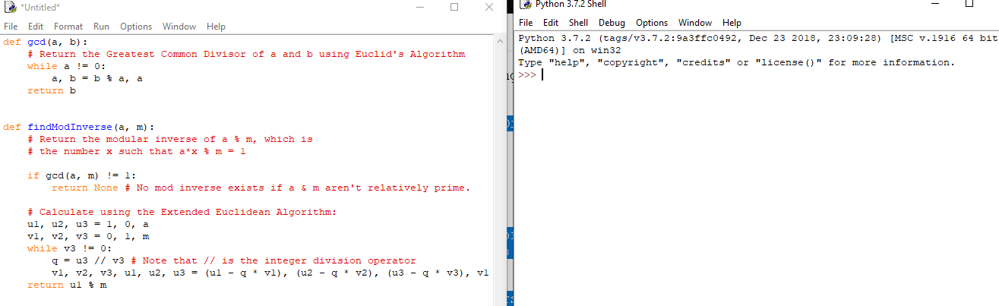 *Untitled*
File Edit Format Run Options Window Help
def gcd(a, b):
    # Return the Greatest Common Divisor of a and b using Euclid's Algorithm
    while a != 0:
        a, b = b % a, a
    return b
def findModInverse(a, m):
    # Return the modular inverse of a % m, which is
    # the number x such that a*x % m = 1
    if gcd(a, m) != 1:
        return None # No mod inverse exists if a & m aren't relatively prime.
    # Calculate using the Extended Euclidean Algorithm:
    u1, u2, u3 = 1, 0, a
    v1, v2, v3 = 0, 1, m
    while v3 != 0:
        q = u3 // v3 # Note that // is the integer division operator
        v1, v2, v3, u1, u2, u3 = (u1 - q * v1), (u2 - q * v2), (u3 - q * v3), v1
    return u1 % m
Python 3.7.2 Shell
File Edit Shell Debug Options Window Help
Python 3.7.2 (tags/v3.7.2:9a3ffc0492, Dec 23 2018, 23:09:28) [MSC v.1916 64 bit
(AMD64)] on win32
Type "help", "copyright", "credits" or "license()" for more information.
>>>